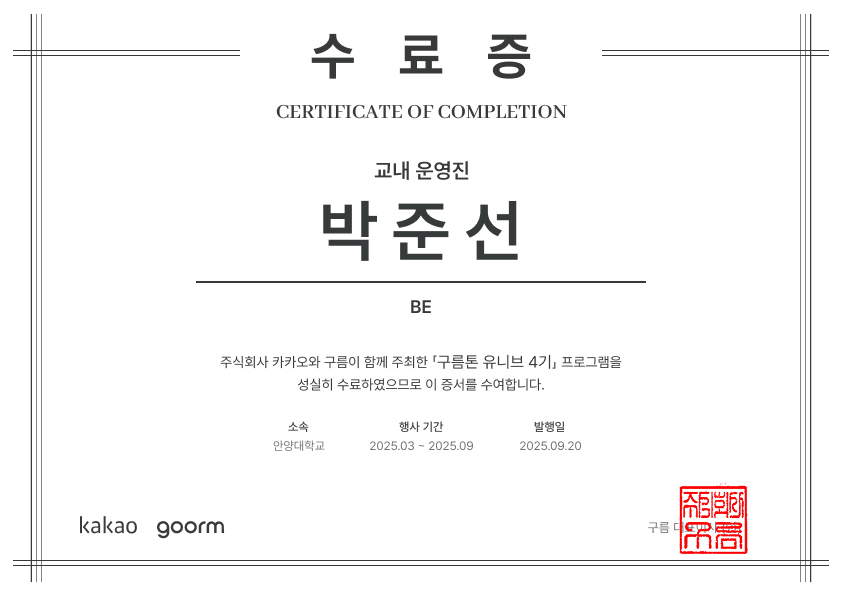 수 료 증
CERTIFICATE OF COMPLETION
교내 운영진
박준선
BE
주식회사 카카오와 구름이 함께 주최한 「구름톤 유니브 4기」 프로그램을
성실히 수료하였으므로 이 증서를 수여합니다.
소속 행사 기간 발행일
안양대학교 2025.03 ~ 2025.09 2025.09.20
kakao goorm
구름